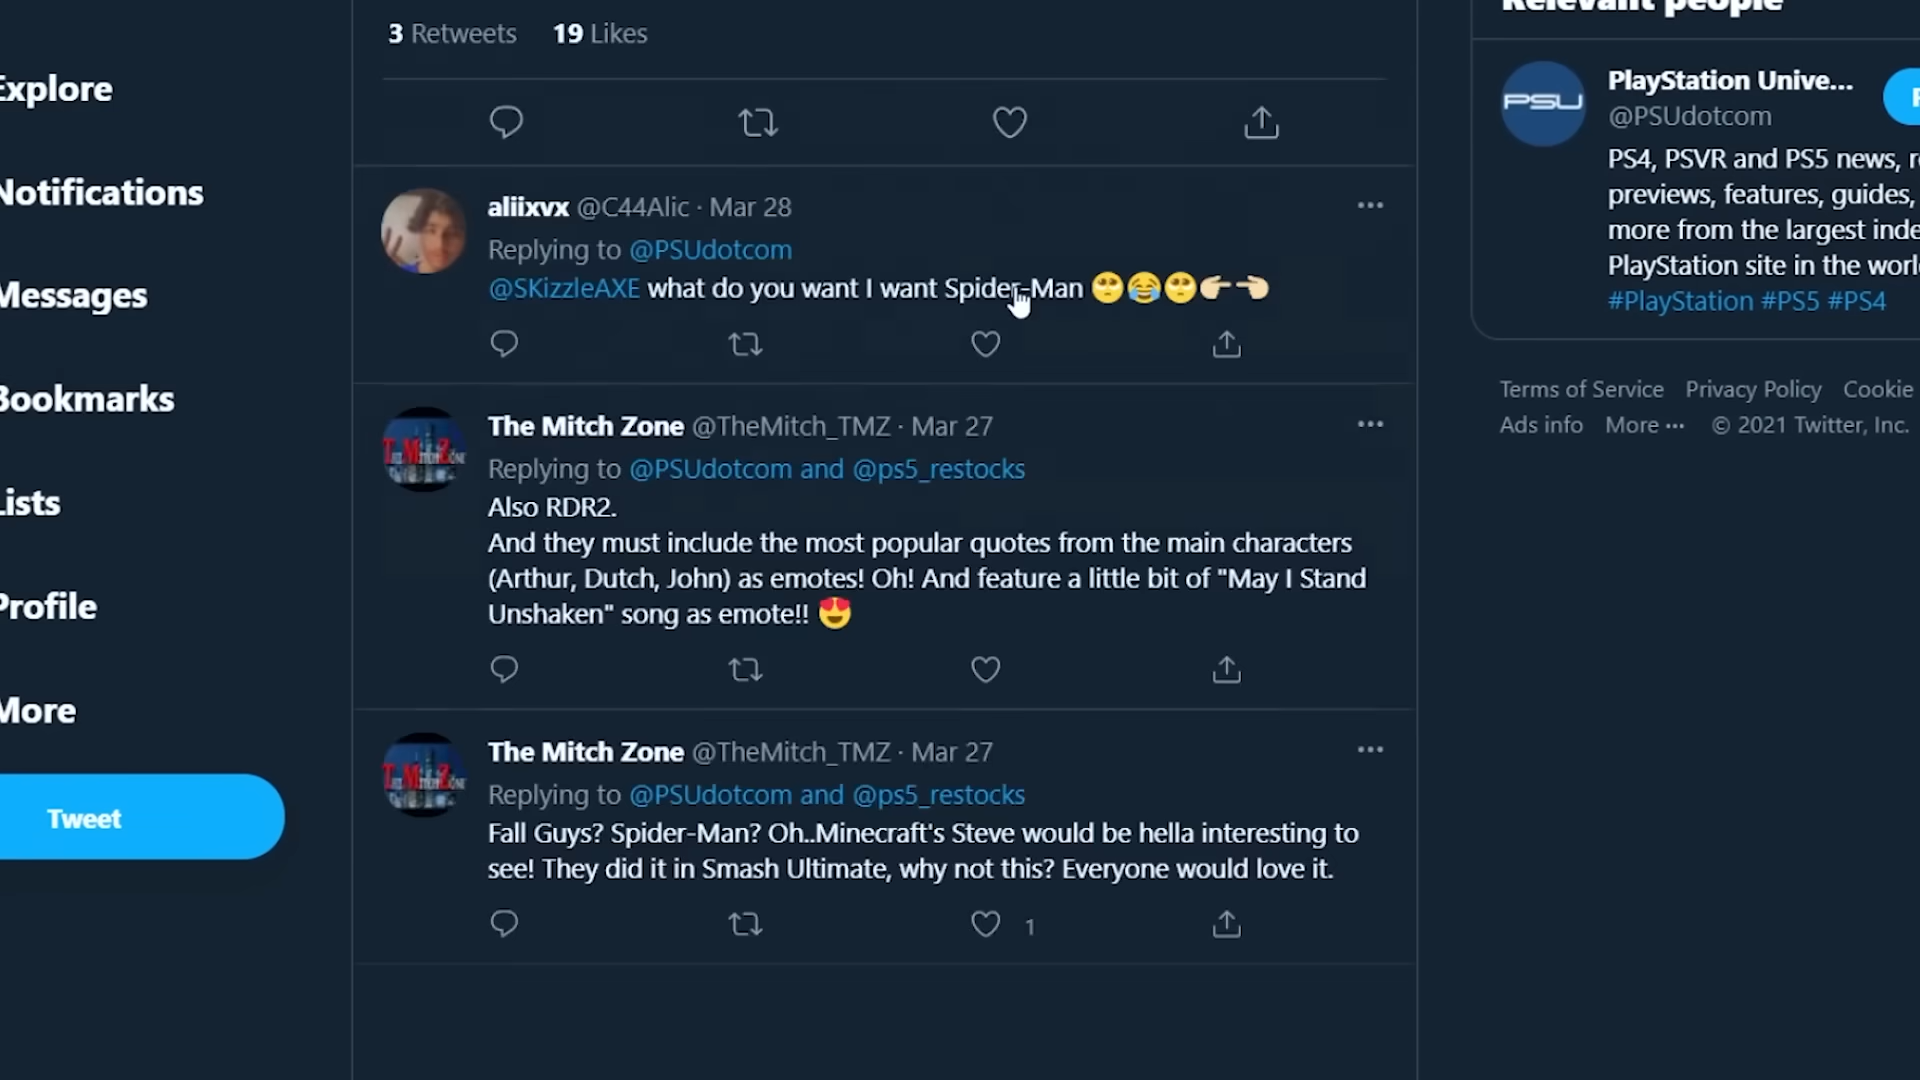 3 Retweets 19 Likes
Explore
Notifications
Messages
Bookmarks
Lists
Profile
More
Tweet
aliixvx @C44Alic · Mar 28
Replying to @PSUdotcom
@SKizzleAXE what do you want I want Spider-Man 🥺😂🥺👉🏼👈🏼
The Mitch Zone @TheMitch_TMZ · Mar 27
Replying to @PSUdotcom and @ps5_restocks
Also RDR2.
And they must include the most popular quotes from the main characters
(Arthur, Dutch, John) as emotes! Oh! And feature a little bit of "May I Stand
Unshaken" song as emote!! 😍
The Mitch Zone @TheMitch_TMZ · Mar 27
Replying to @PSUdotcom and @ps5_restocks
Fall Guys? Spider-Man? Oh..Minecraft's Steve would be hella interesting to
see! They did it in Smash Ultimate, why not this? Everyone would love it.
1
Relevant people
PSU
PlayStation Unive...
@PSUdotcom
PS4, PSVR and PS5 news,
previews, features, guides,
more from the largest
PlayStation site in the
#PlayStation #PS5 #PS4
Terms of Service Privacy Policy Cookie
Ads info More ··· © 2021 Twitter, Inc.